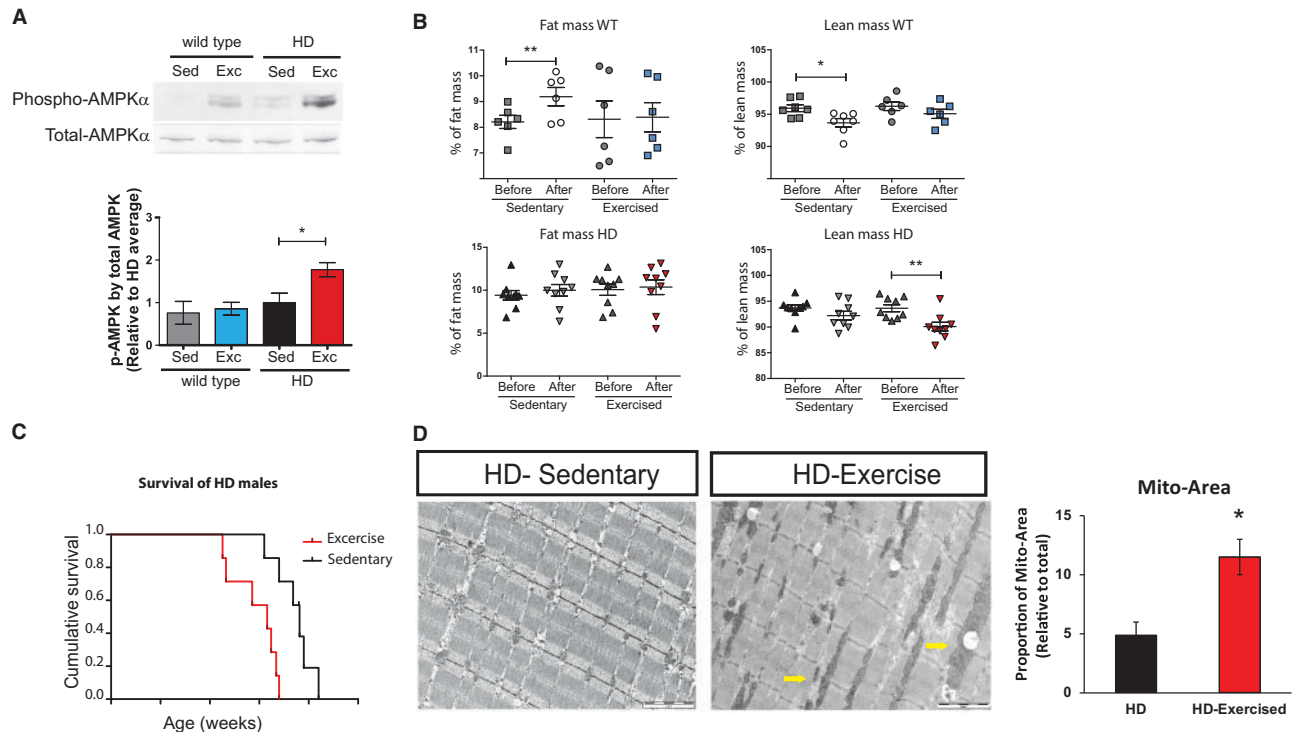 A
wild type HD
Sed Exc Sed Exc
Phospho-AMPKα
Total-AMPKα
p-AMPK by total AMPK
(Relative to HD average)
3
2
1
0
*
Sed Exc Sed Exc
wild type HD
B
Fat mass WT
% of fat mass
11
10
9
8
7
**
Before After Before After
Sedentary Exercised
Lean mass WT
% of lean mass
105
100
95
90
*
Before After Before After
Sedentary Exercised
Fat mass HD
% of fat mass
15
10
5
0
Before After Before After
Sedentary Exercised
Lean mass HD
% of lean mass
105
100
95
90
85
80
**
Before After Before After
Sedentary Exercised
C
Survival of HD males
Cumulative survival
1.0
0.8
0.6
0.4
0.2
0.0
Excercise
Sedentary
Age (weeks)
D
HD- Sedentary
HD-Exercise
Mito-Area
Proportion of Mito-Area
(Relative to total)
15
10
5
0
*
HD HD-Exercised